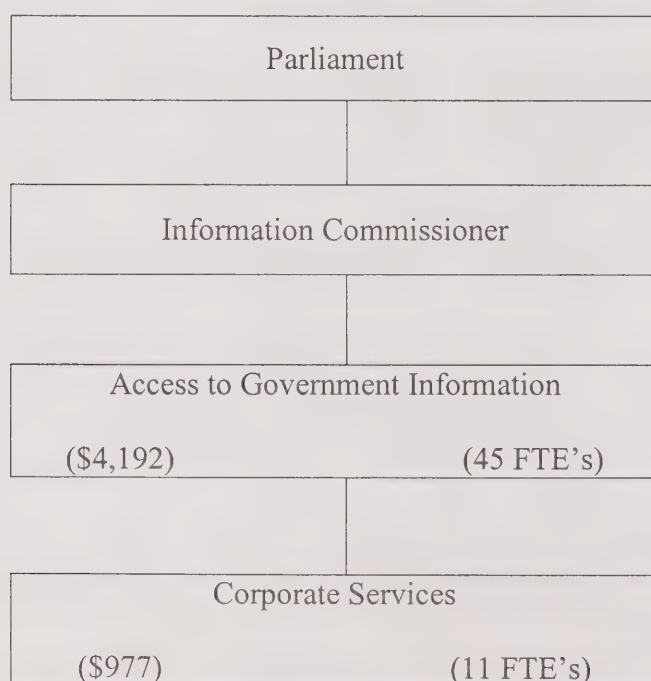 Parliament
Information Commissioner
Access to Government Information
($4,192) (45 FTE's)
Corporate Services
($977) (11 FTE's)